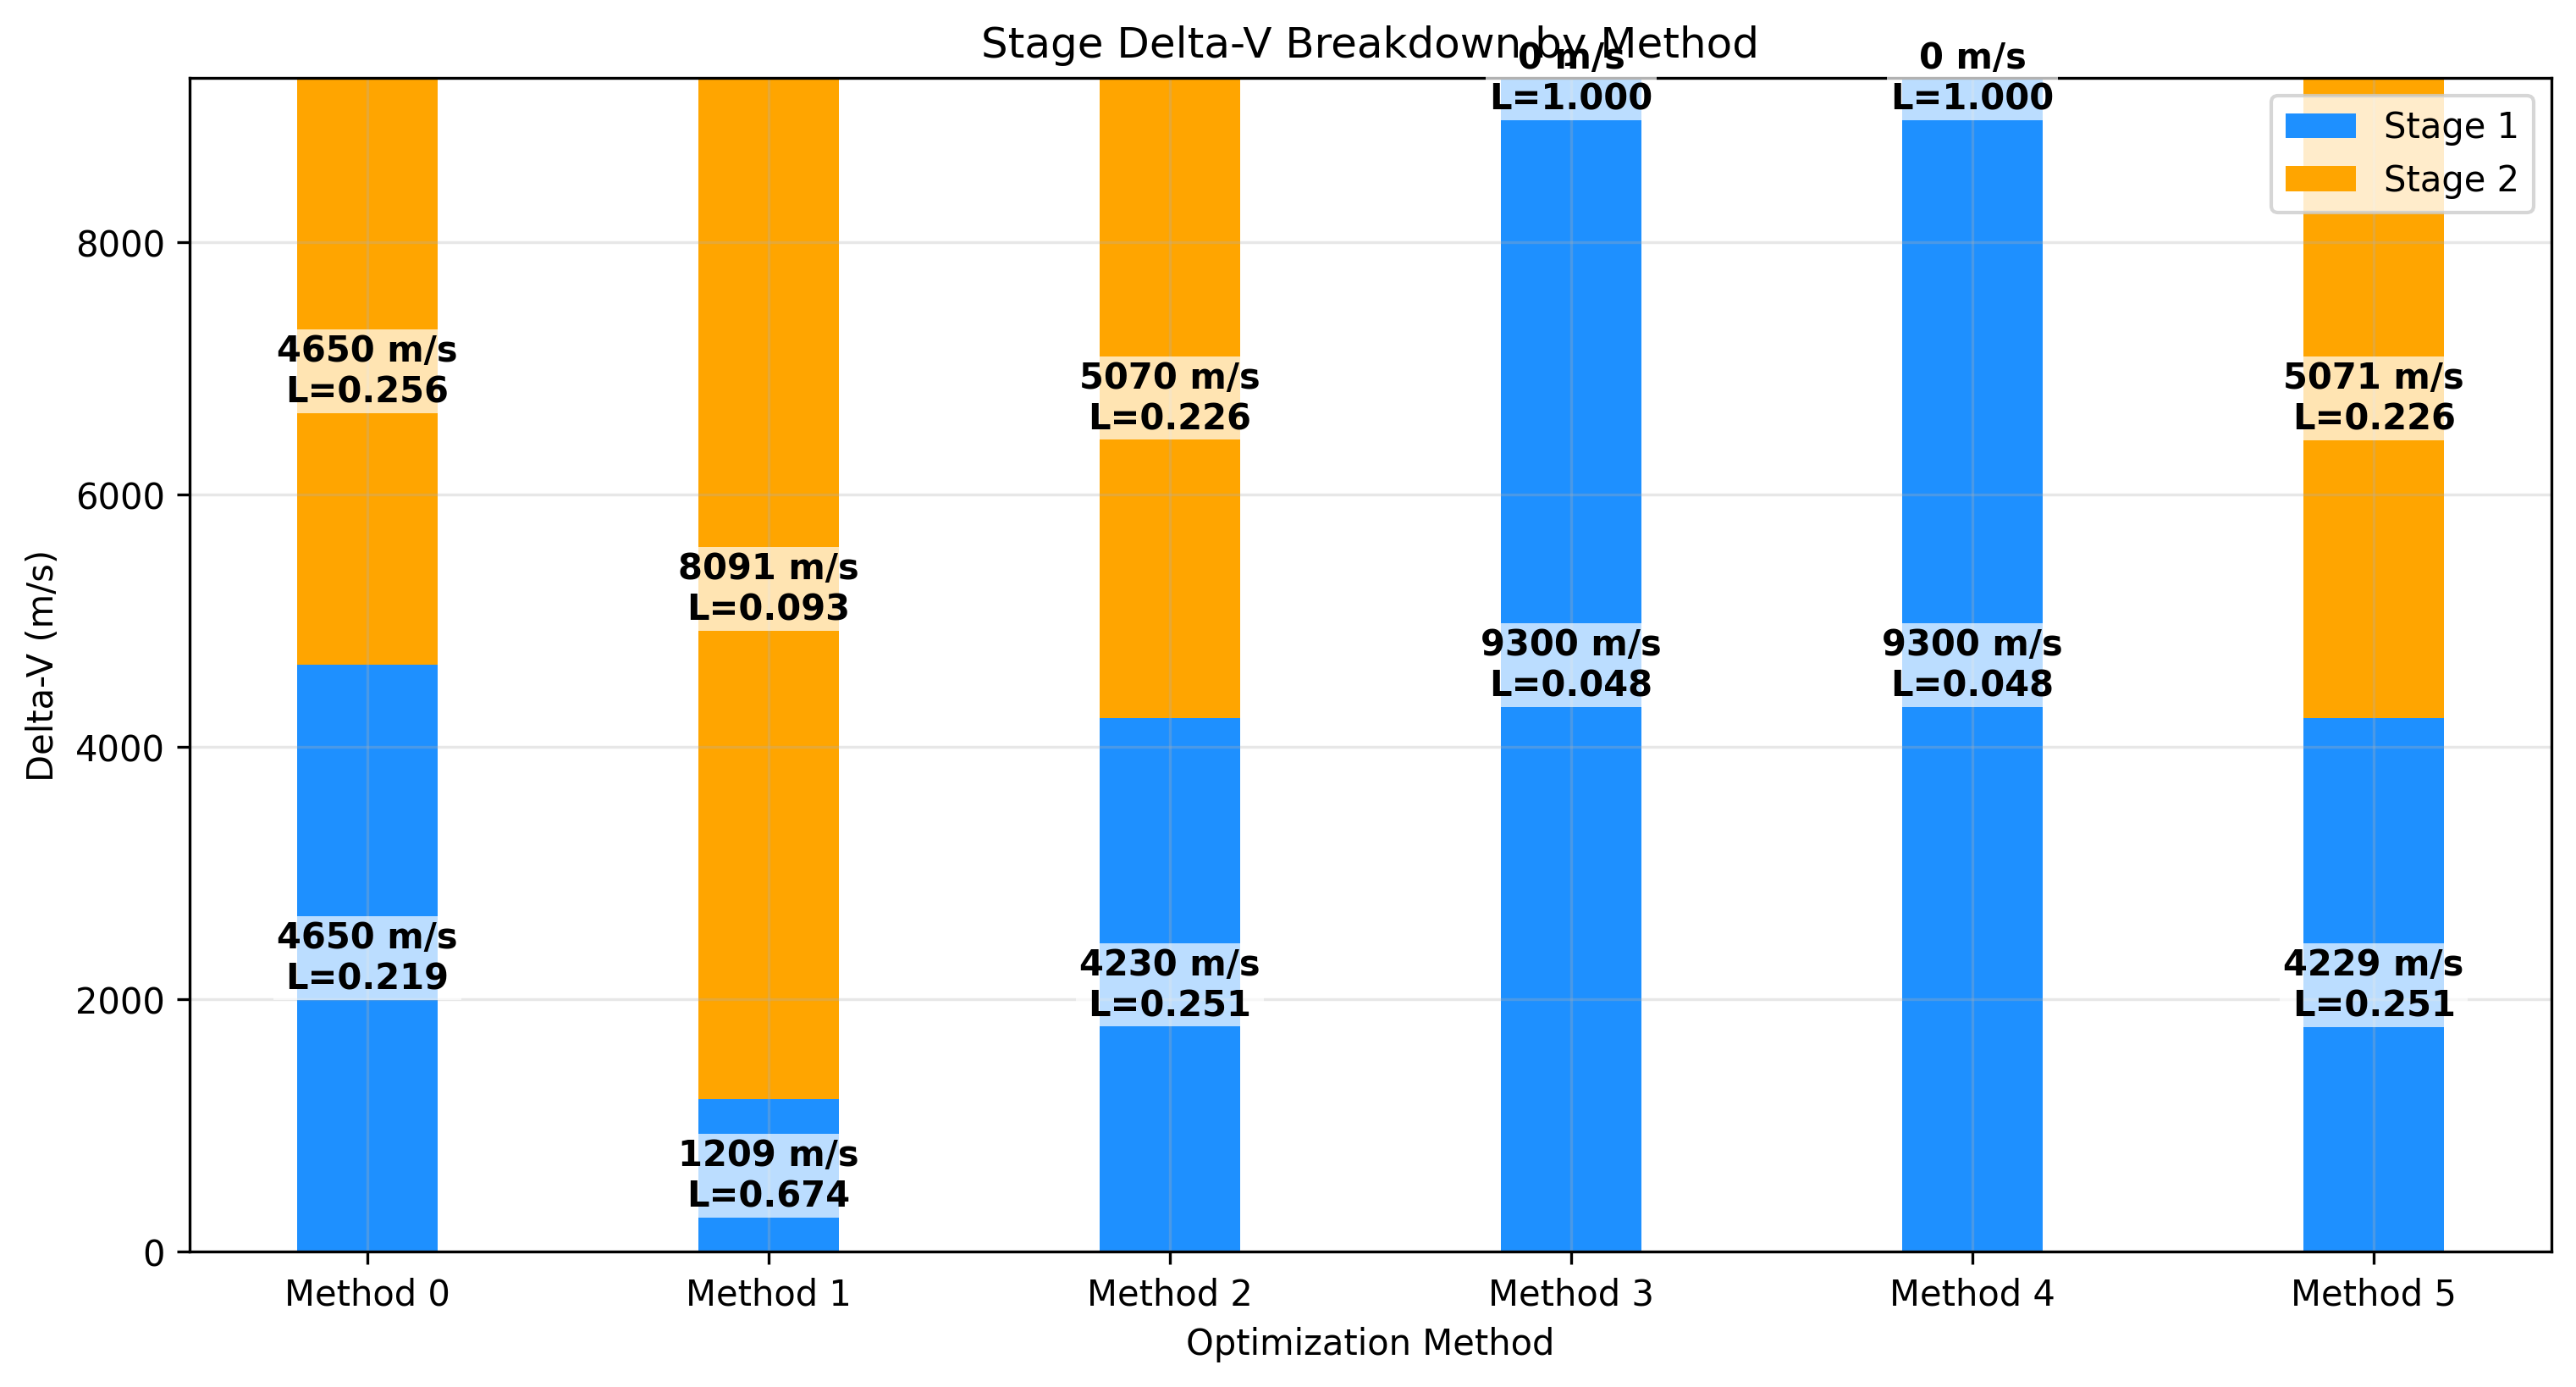 Stage Delta-V Breakdown by Method
0 m/s
L=1.000
0 m/s
L=1.000
Stage 1
Stage 2
8000
6000
4000
2000
0
Delta-V (m/s)
4650 m/s
L=0.256
4650 m/s
L=0.219
8091 m/s
L=0.093
1209 m/s
L=0.674
5070 m/s
L=0.226
4230 m/s
L=0.251
9300 m/s
L=0.048
9300 m/s
L=0.048
5071 m/s
L=0.226
4229 m/s
L=0.251
Method 0
Method 1
Method 2
Method 3
Method 4
Method 5
Optimization Method